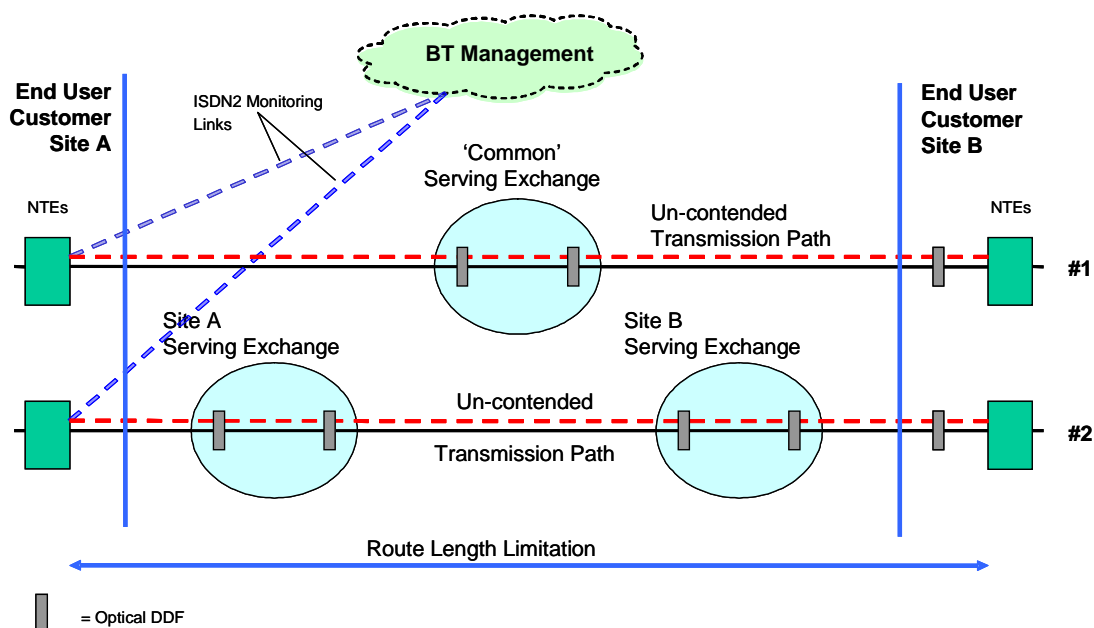 BT Management
End User
Customer
Site A
ISDN2 Monitoring
Links
End User
Customer
Site B
'Common'
Serving Exchange
NTEs
Un-contended
Transmission Path
NTEs
#1
Site A
Serving Exchange
Site B
Serving Exchange
Un-contended
Transmission Path
#2
Route Length Limitation
= Optical DDF